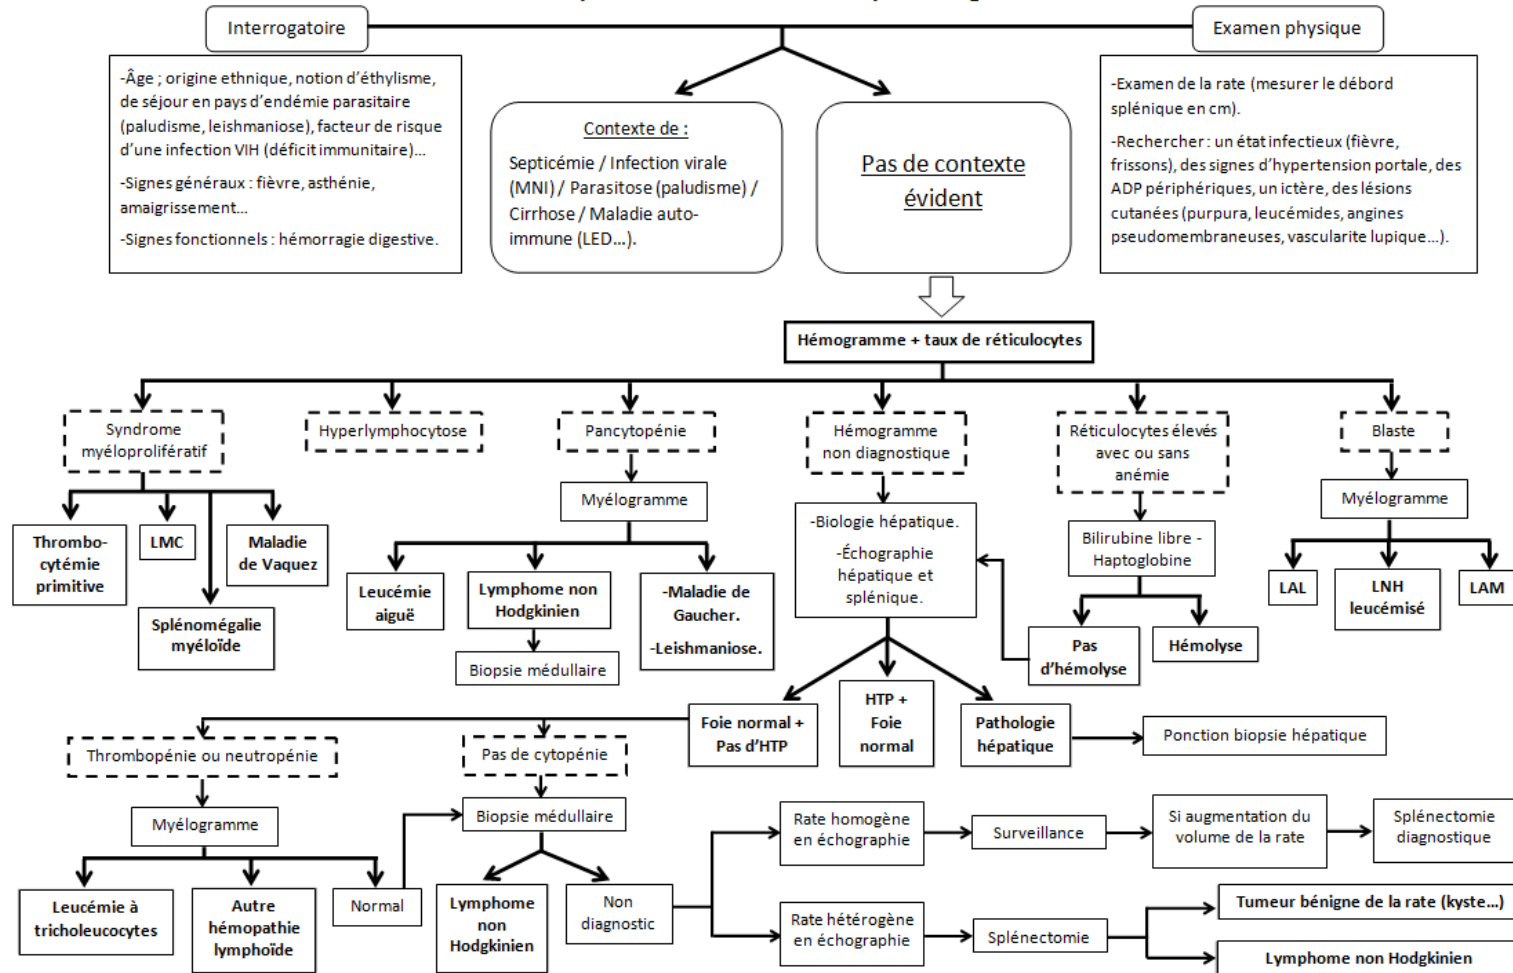 Interrogatoire
Examen physique
-Âge ; origine ethnique, notion d'éthylisme,
de séjour en pays d'endémie parasitaire
(paludisme, leishmaniose), facteur de risque
d'une infection VIH (déficit immunitaire)...
-Signes généraux : fièvre, asthénie,
amaigrissement...
-Signes fonctionnels : hémorragie digestive.
Contexte de :
Septicémie / Infection virale
(MNI) / Parasitose (paludisme) /
Cirrhose / Maladie auto-
immune (LED...).
Pas de contexte
évident
-Examen de la rate (mesurer le débord
splénique en cm).
-Rechercher : un état infectieux (fièvre,
frissons), des signes d'hypertension portale, des
ADP périphériques, un ictère, des lésions
cutanées (purpura, leucémides, angines
pseudomembraneuses, vascularite lupique...).
Hémogramme + taux de réticulocytes
Syndrome
myéloprolifératif
Hyperlymphocytose
Pancytopénie
Hémogramme
non diagnostique
Réticulocytes élevés
avec ou sans
anémie
Blaste
Thrombo-
cytémie
primitive
LMC
Maladie
de Vaquez
Splénomégalie
myéloïde
Myélogramme
Leucémie
aiguë
Lymphome non
Hodgkinien
-Maladie de
Gaucher.
-Leishmaniose.
Biopsie médullaire
-Biologie hépatique.
-Échographie
hépatique et
splénique.
Bilirubine libre -
Haptoglobine
Pas
d'hémolyse
Hémolyse
Myélogramme
LAL
LNH
leucémisé
LAM
Foie normal +
Pas d'HTP
HTP +
Foie
normal
Pathologie
hépatique
Ponction biopsie hépatique
Thrombopénie ou neutropénie
Pas de cytopénie
Myélogramme
Biopsie médullaire
Leucémie à
tricholeucocytes
Autre
hémopathie
lymphoïde
Normal
Lymphome
non
Hodgkinien
Non
diagnostic
Rate homogène
en échographie
Surveillance
Si augmentation du
volume de la rate
Splénectomie
diagnostique
Rate hétérogène
en échographie
Splénectomie
Tumeur bénigne de la rate (kyste...)
Lymphome non Hodgkinien